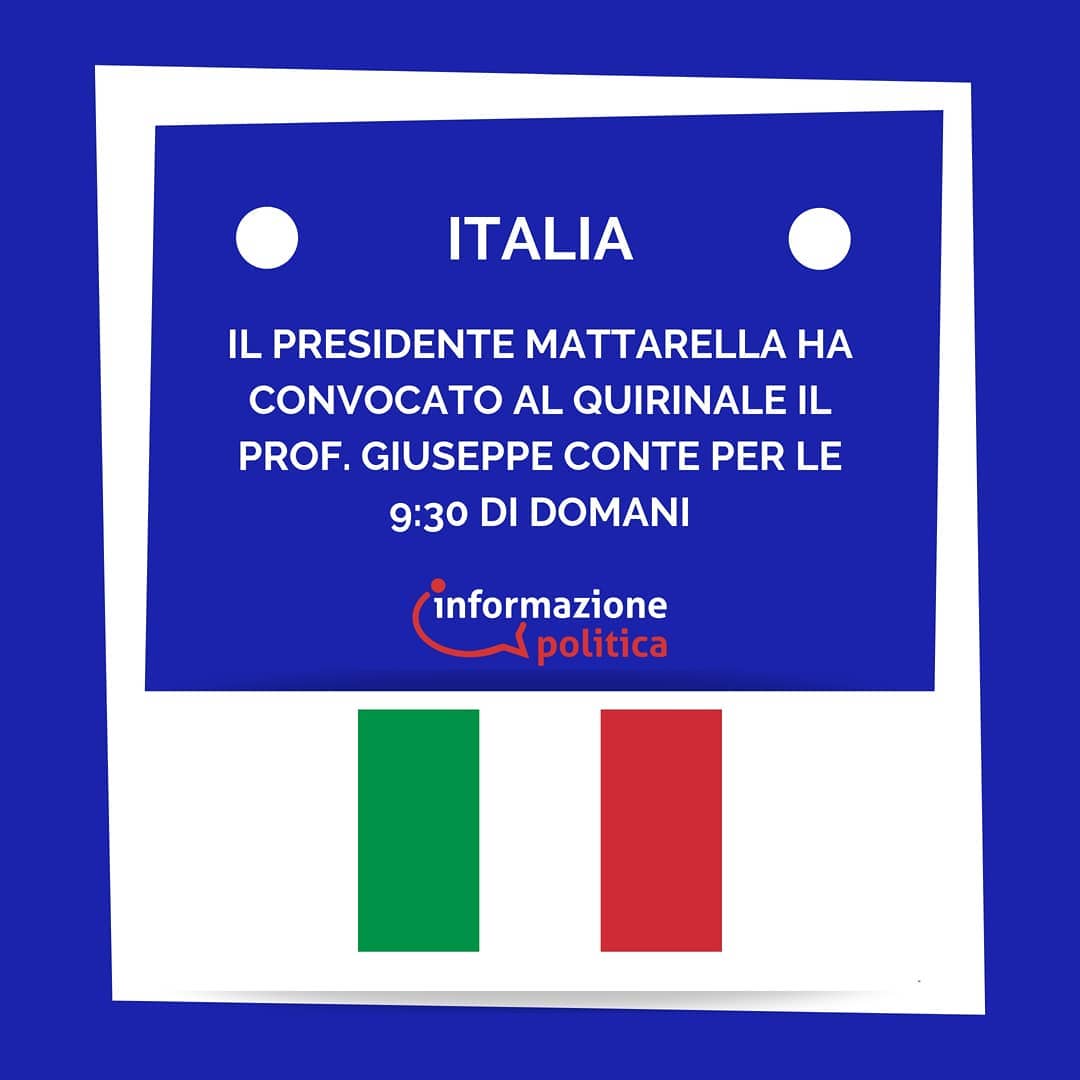 ITALIA
IL PRESIDENTE MATTARELLA HA
CONVOCATO AL QUIRINALE IL
PROF. GIUSEPPE CONTE PER LE
9:30 DI DOMANI
informazione
politica